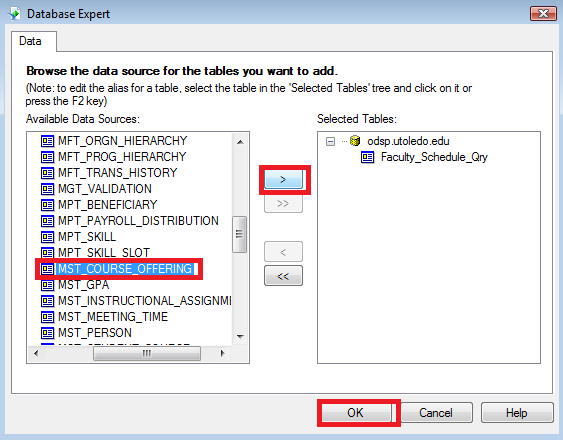 Database Expert
Data
Browse the data source for the tables you want to add.
(Note: to edit the alias for a table, select the table in the 'Selected Tables' tree and click on it or
press the F2 key)
Available Data Sources:
Selected Tables:
MFT_ORGN_HIERARCHY
MFT_PROG_HIERARCHY
MFT_TRANS_HISTORY
MGT_VALIDATION
MPT_BENEFICIARY
MPT_PAYROLL_DISTRIBUTION
MPT_SKILL
MPT_SKILL_SLOT
MST_COURSE_OFFERING
MST_GPA
MST_INSTRUCTIONAL_ASSIGNM
MST_MEETING_TIME
MST_PERSON
>
>>
<
<<
odsp.utoledo.edu
Faculty_Schedule_Qry
OK
Cancel
Help